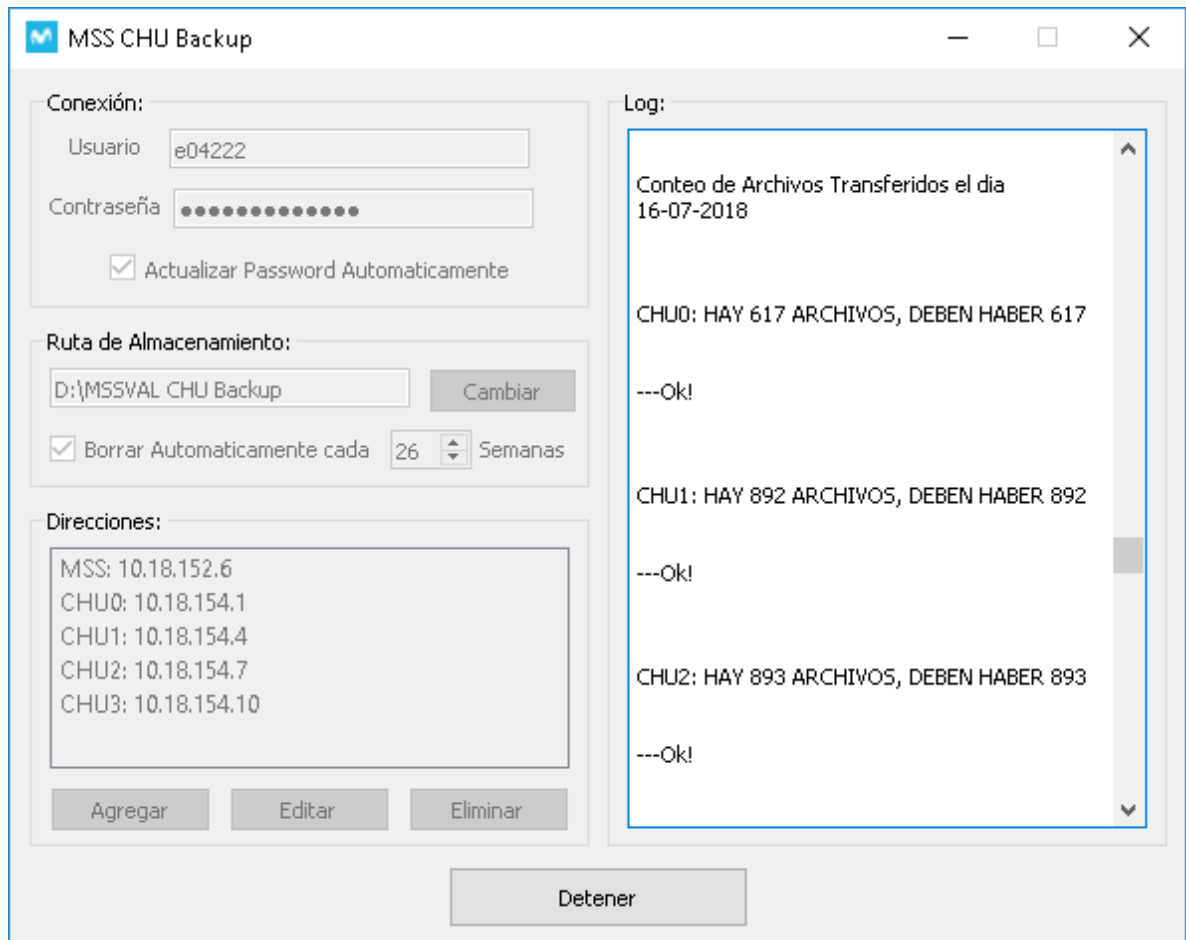 MSS CHU Backup
Conexión:
Usuario e04222
Contraseña •••••••••••••
Actualizar Password Automaticamente
Ruta de Almacenamiento:
D:\MSSVAL CHU Backup Cambiar
Borrar Automaticamente cada 26 Semanas
Direcciones:
MSS: 10.18.152.6
CHU0: 10.18.154.1
CHU1: 10.18.154.4
CHU2: 10.18.154.7
CHU3: 10.18.154.10
Agregar Editar Eliminar
Log:
Conteo de Archivos Transferidos el dia
16-07-2018
CHU0: HAY 617 ARCHIVOS, DEBEN HABER 617
---Ok!
CHU1: HAY 892 ARCHIVOS, DEBEN HABER 892
---Ok!
CHU2: HAY 893 ARCHIVOS, DEBEN HABER 893
---Ok!
Detener